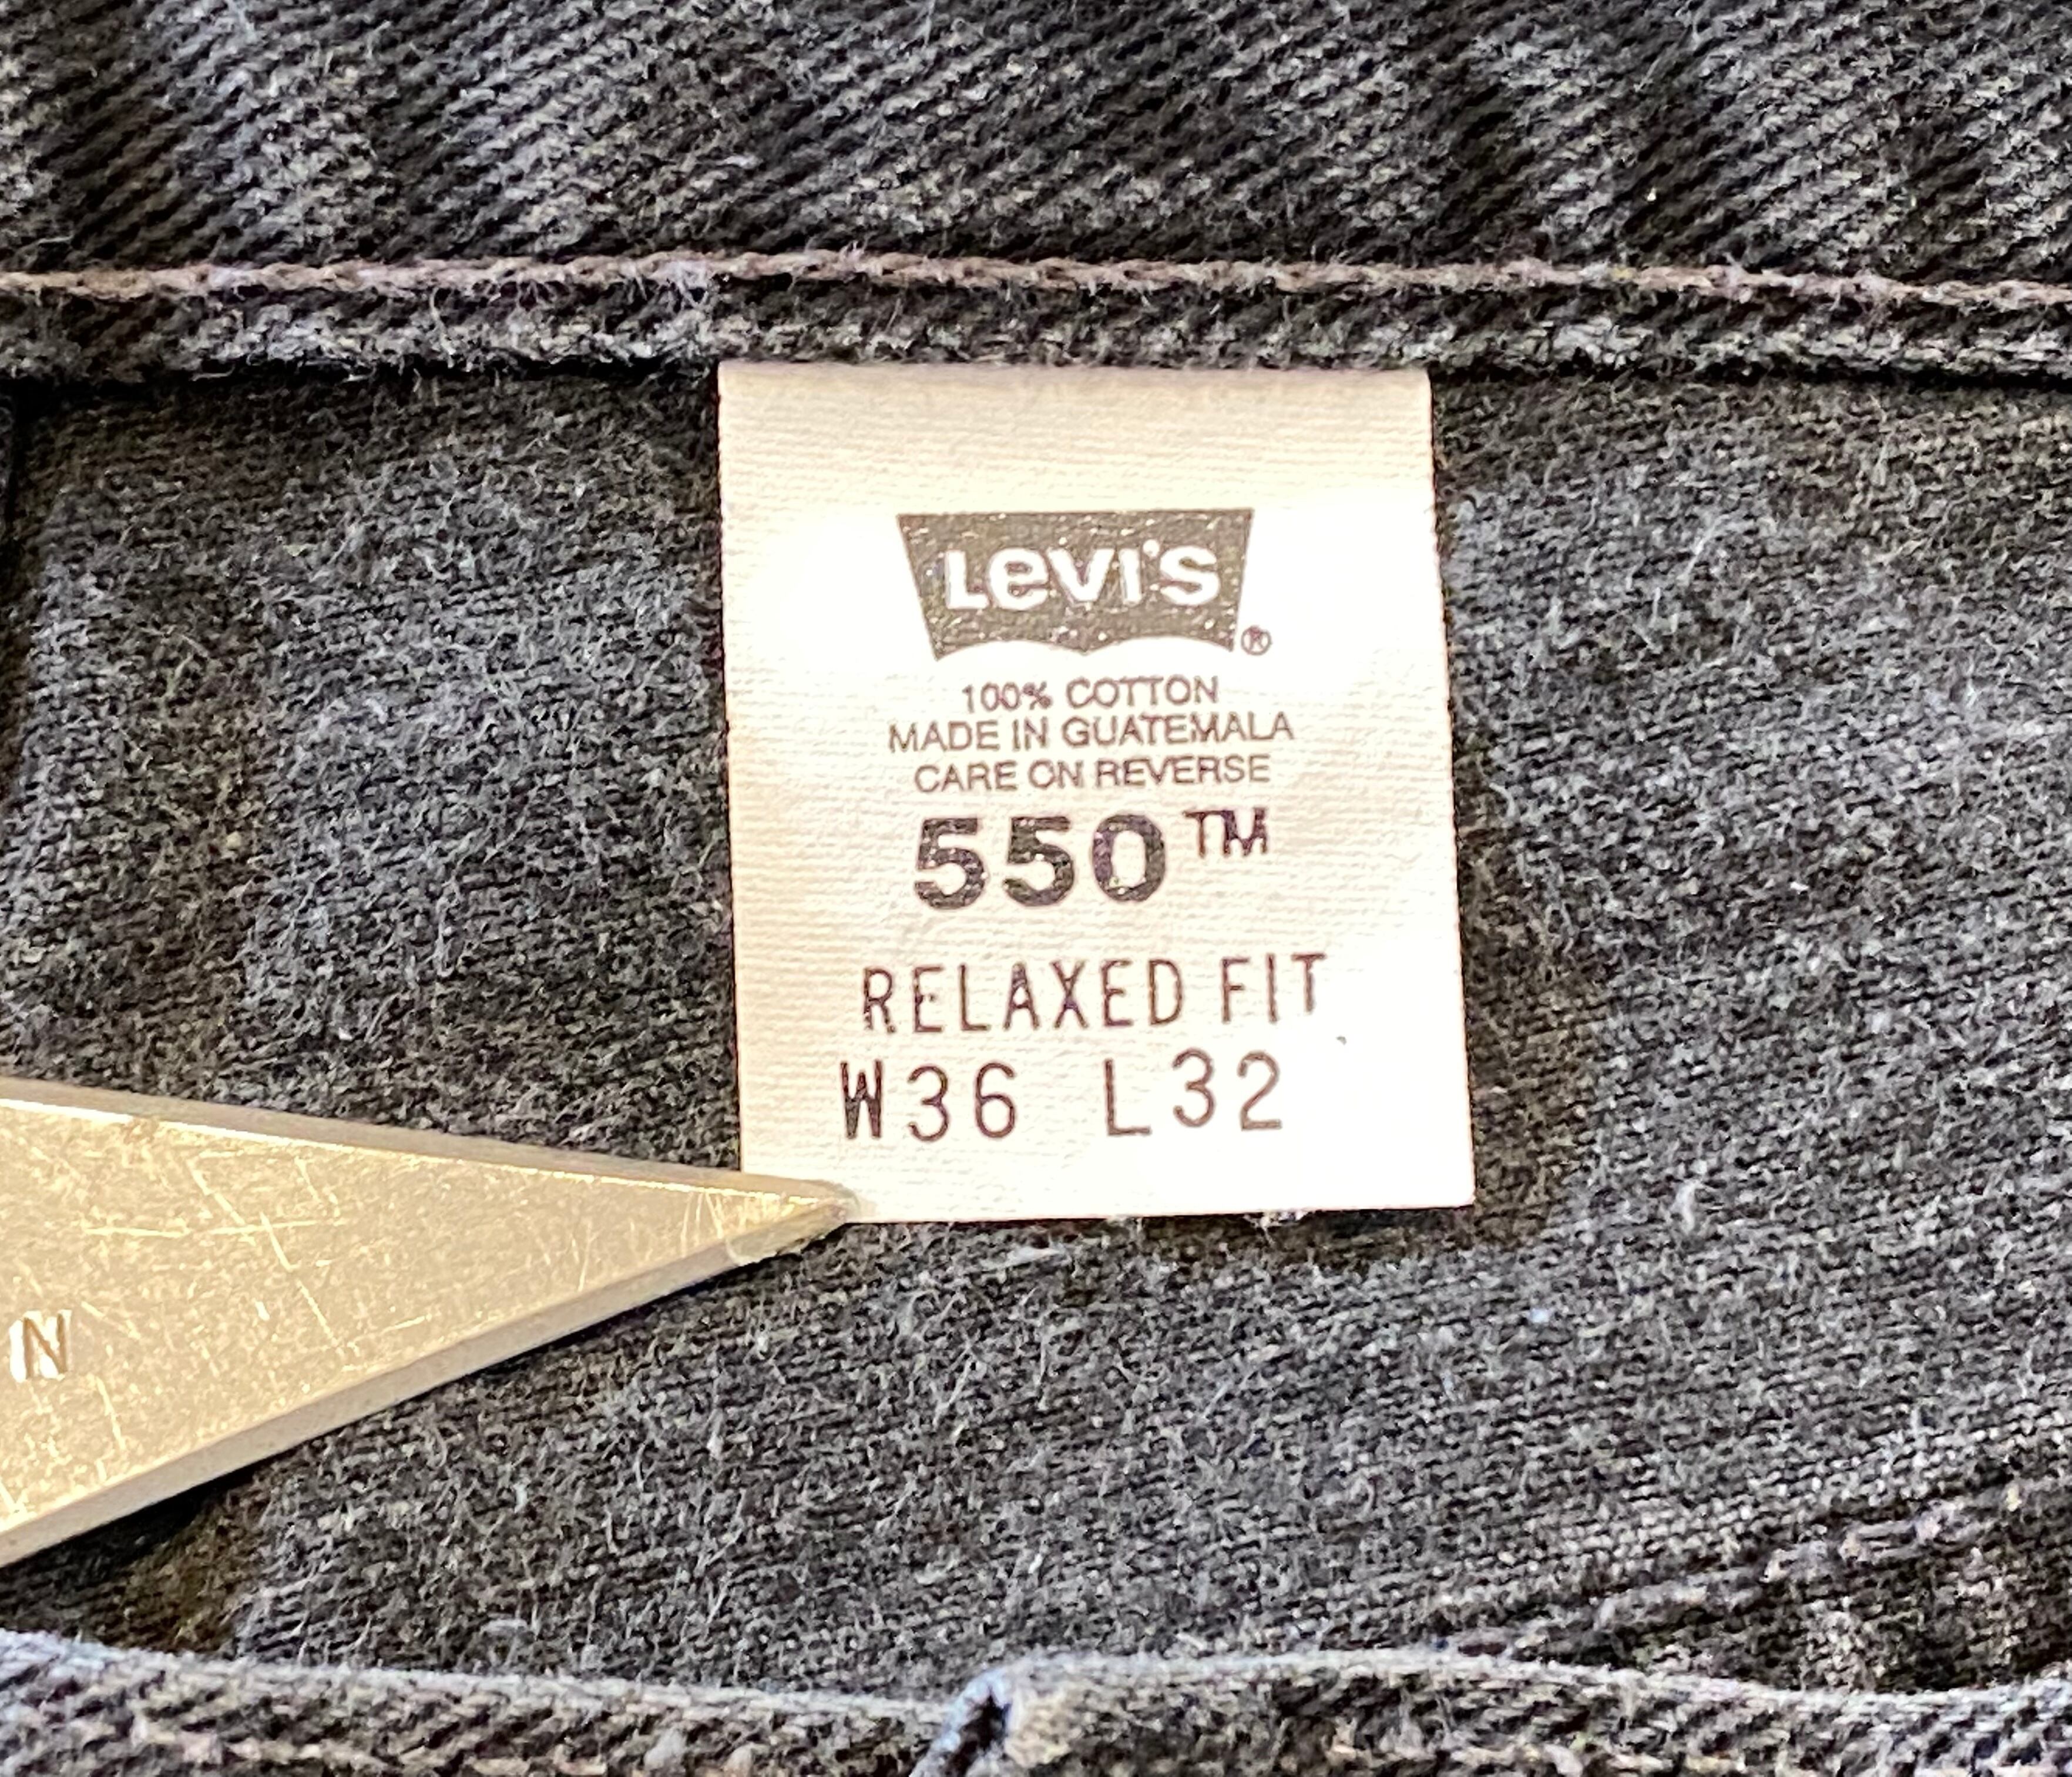 Levi's®
100% COTTON
MADE IN GUATEMALA
CARE ON REVERSE
550™
RELAXED FIT
W36 L32
N